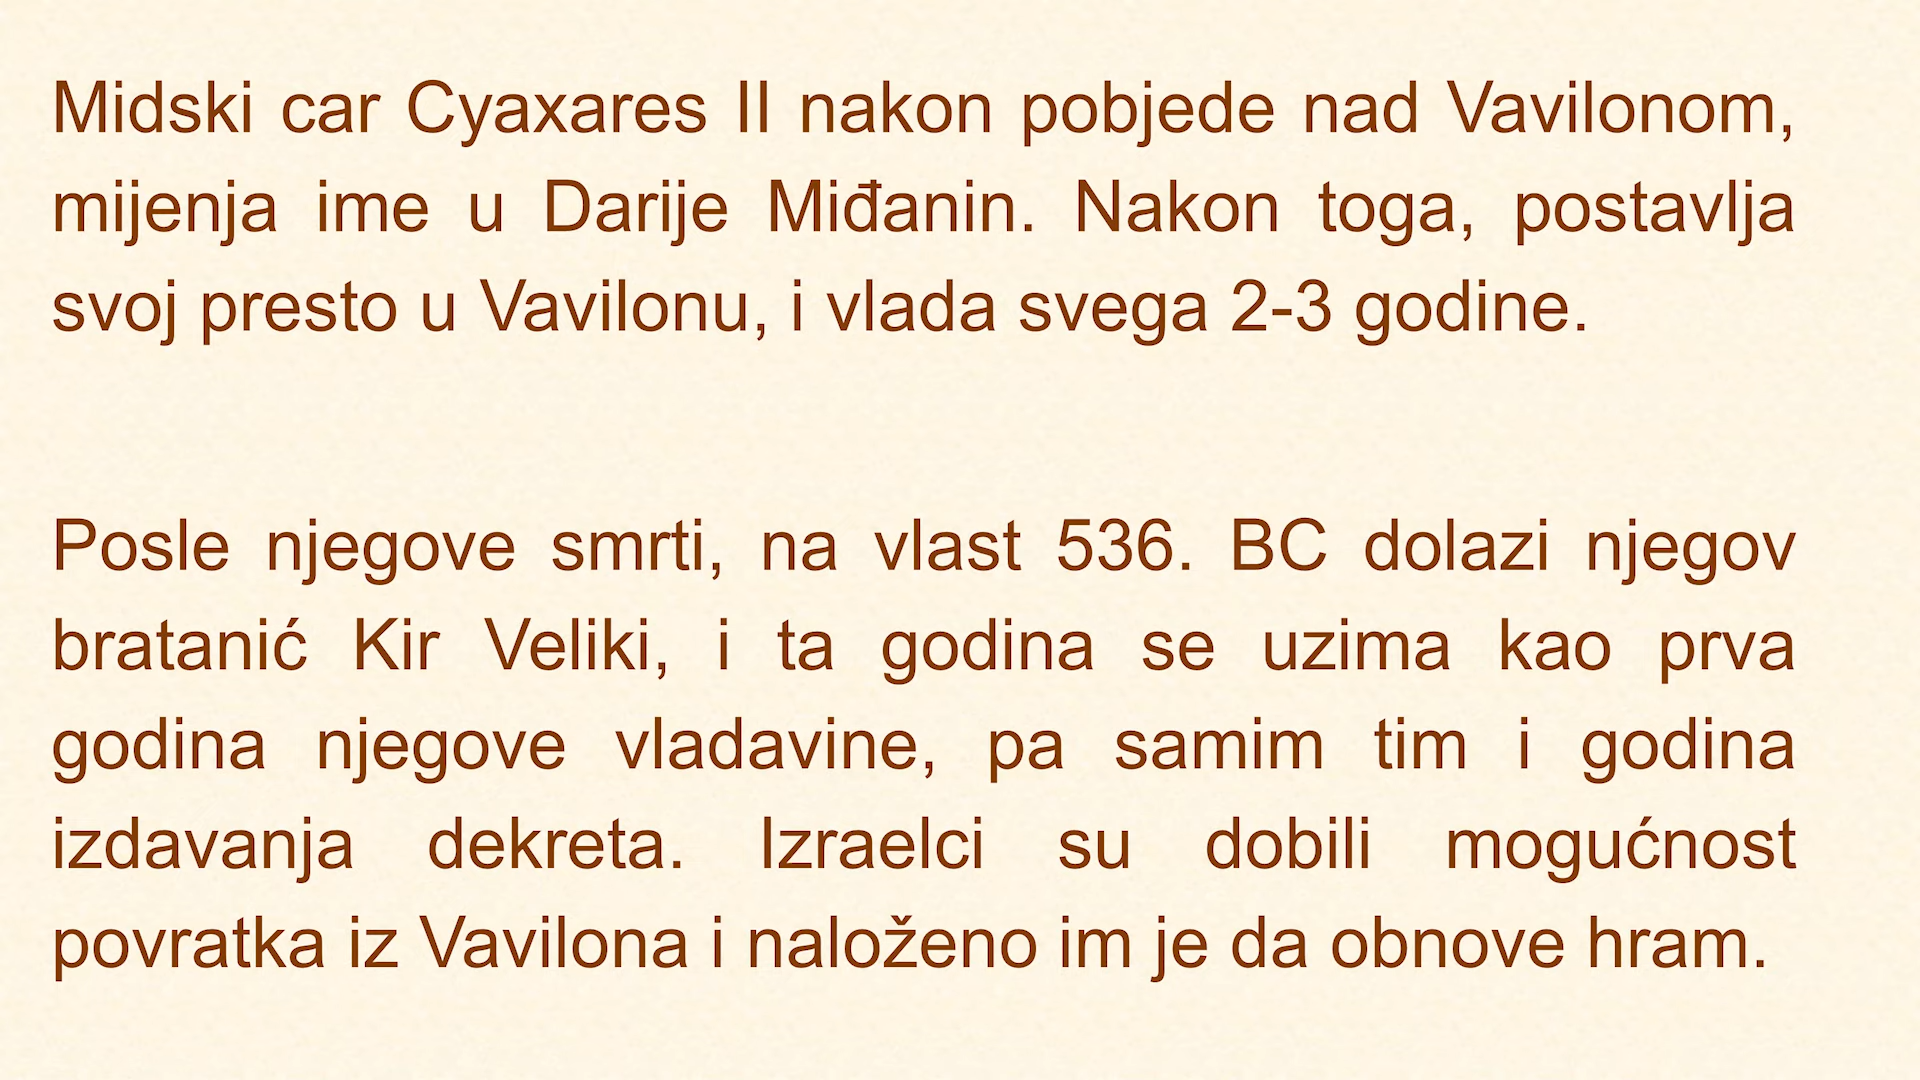 Midski car Cyaxares II nakon pobjede nad Vavilonom,
mijenja ime u Darije Miđanin. Nakon toga, postavlja
svoj presto u Vavilonu, i vlada svega 2-3 godine.
Posle njegove smrti, na vlast 536. BC dolazi njegov
bratanić Kir Veliki, i ta godina se uzima kao prva
godina njegove vladavine, pa samim tim i godina
izdavanja dekreta. Izraelci su dobili mogućnost
povratka iz Vavilona i naloženo im je da obnove hram.